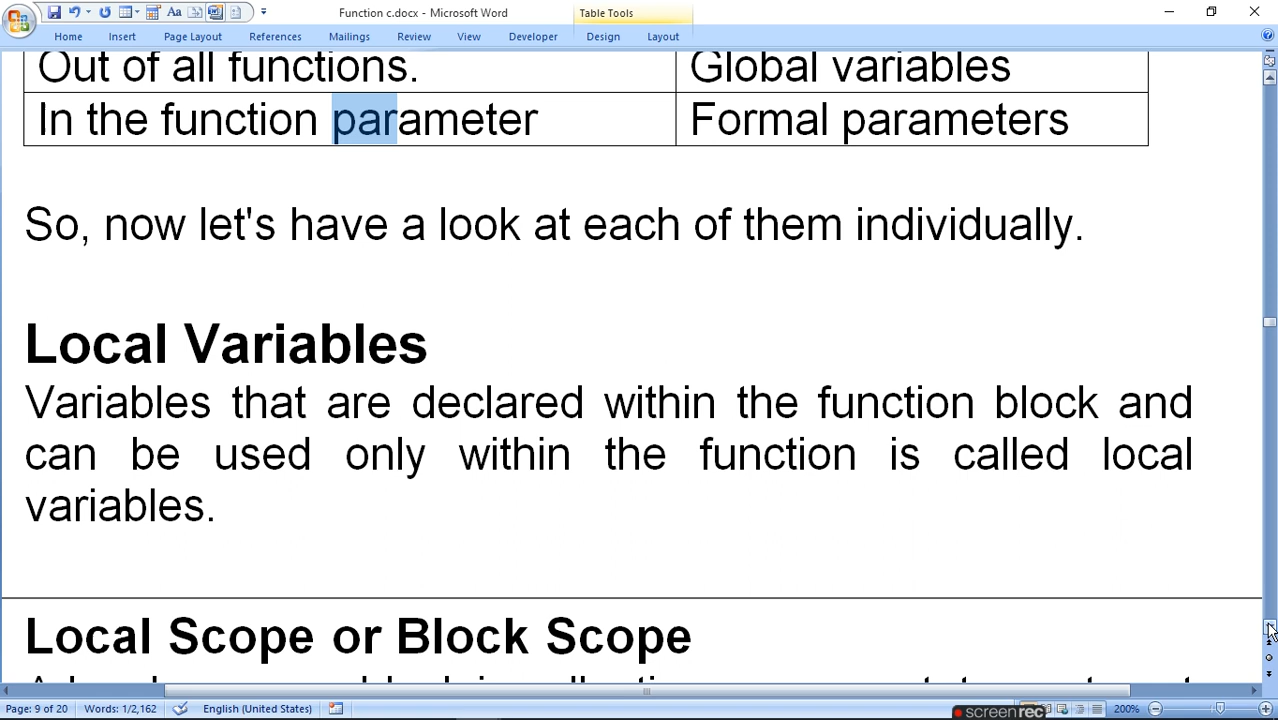 Function c.docx - Microsoft Word
Table Tools
Home Insert Page Layout References Mailings Review View Developer Design Layout
Out of all functions. Global variables
In the function parameter Formal parameters
So, now let's have a look at each of them individually.
Local Variables
Variables that are declared within the function block and
can be used only within the function is called local
variables.
Local Scope or Block Scope
Page: 9 of 20 Words: 1/2,162 English (United States) 200%
screenrec